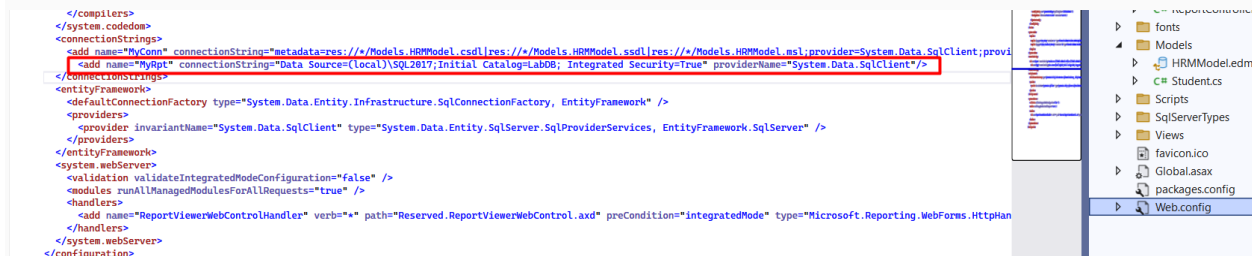 </compilers>
</system.codedom>
<connectionStrings>
<add name="MyConn" connectionString="metadata=res://*/Models.HRMModel.csdl|res://*/Models.HRMModel.ssdl|res://*/Models.HRMModel.msl;provider=System.Data.SqlClient;provi
<add name="MyRpt" connectionString="Data Source=(local)\SQL2017;Initial Catalog=LabDB; Integrated Security=True" providerName="System.Data.SqlClient"/>
</connectionStrings>
<entityFramework>
<defaultConnectionFactory type="System.Data.Entity.Infrastructure.SqlConnectionFactory, EntityFramework" />
<providers>
<provider invariantName="System.Data.SqlClient" type="System.Data.Entity.SqlServer.SqlProviderServices, EntityFramework.SqlServer" />
</providers>
</entityFramework>
<system.webServer>
<validation validateIntegratedModeConfiguration="false" />
<modules runAllManagedModulesForAllRequests="true" />
<handlers>
<add name="ReportViewerWebControlHandler" verb="*" path="Reserved.ReportViewerWebControl.axd" preCondition="integratedMode" type="Microsoft.Reporting.WebForms.HttpHan
</handlers>
</system.webServer>
</configuration>
C# ReportController
fonts
Models
HRMModel.edm
C# Student.cs
Scripts
SqlServerTypes
Views
favicon.ico
Global.asax
packages.config
Web.config